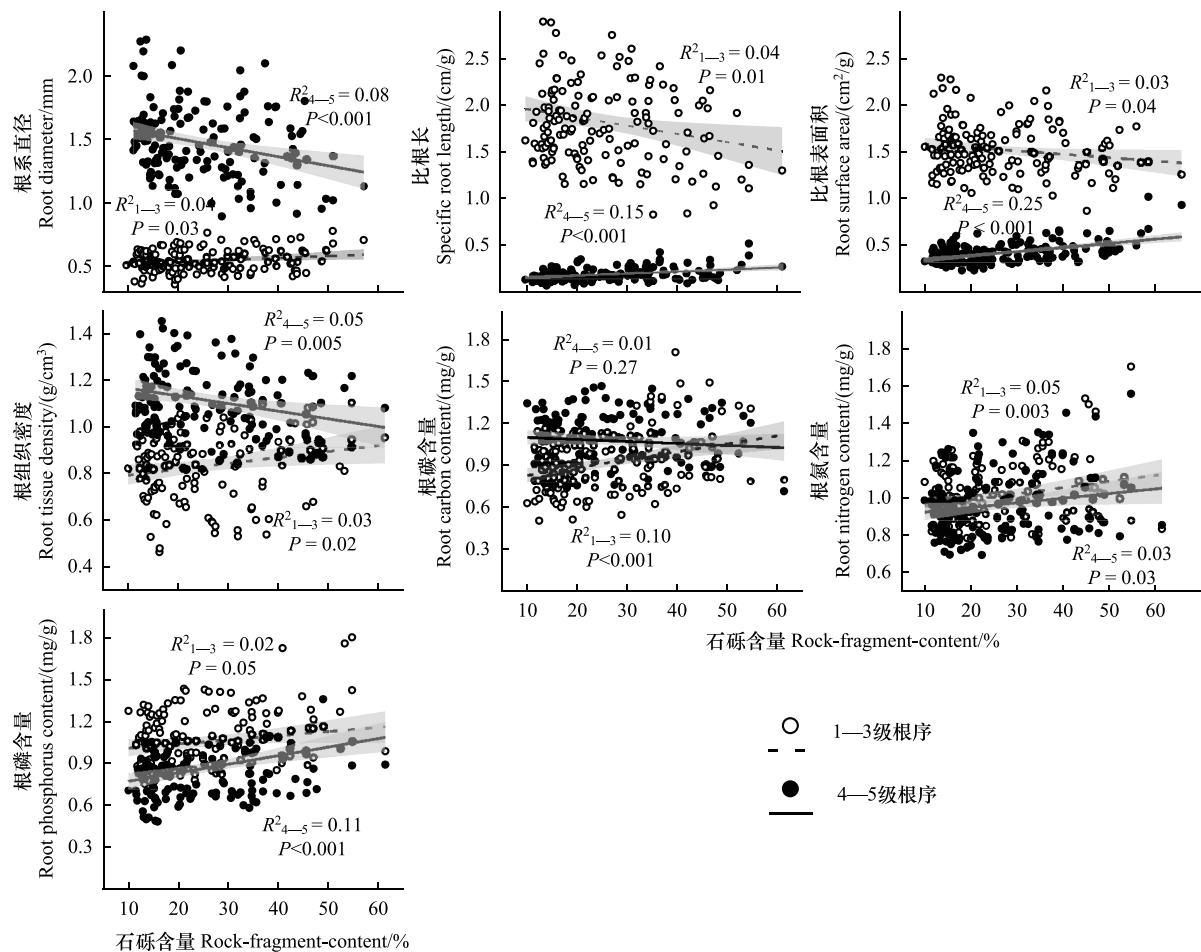 根系直径
Root diameter/mm
2.0
1.5
1.0
0.5
R²4—5 = 0.08
P<0.001
R²1—3 = 0.04
P = 0.03
比根长
Specific root length/(cm/g)
3.0
2.5
2.0
1.5
1.0
0.5
R²1—3 = 0.04
P = 0.01
R²4—5 = 0.15
P<0.001
比根表面积
Root surface area/(cm²/g)
3.0
2.5
2.0
1.5
1.0
0.5
R²1—3 = 0.03
P = 0.04
R²4—5 = 0.25
P < 0.001
根组织密度
Root tissue density/(g/cm³)
1.4
1.2
1.0
0.8
0.6
0.4
R²4—5 = 0.05
P = 0.005
R²1—3 = 0.03
P = 0.02
根碳含量
Root carbon content/(mg/g)
1.8
1.5
1.2
0.9
0.6
0.3
R²4—5 = 0.01
P = 0.27
R²1—3 = 0.10
P<0.001
10 20 30 40 50 60
根氮含量
Root nitrogen content/(mg/g)
1.8
1.6
1.4
1.2
1.0
0.8
0.6
R²1—3 = 0.05
P = 0.003
R²4—5 = 0.03
P = 0.03
10 20 30 40 50 60
石砾含量 Rock-fragment-content/%
根磷含量
Root phosphorus content/(mg/g)
1.8
1.5
1.2
0.9
0.6
0.3
R²1—3 = 0.02
P = 0.05
R²4—5 = 0.11
P<0.001
10 20 30 40 50 60
石砾含量 Rock-fragment-content/%
1—3级根序
4—5级根序